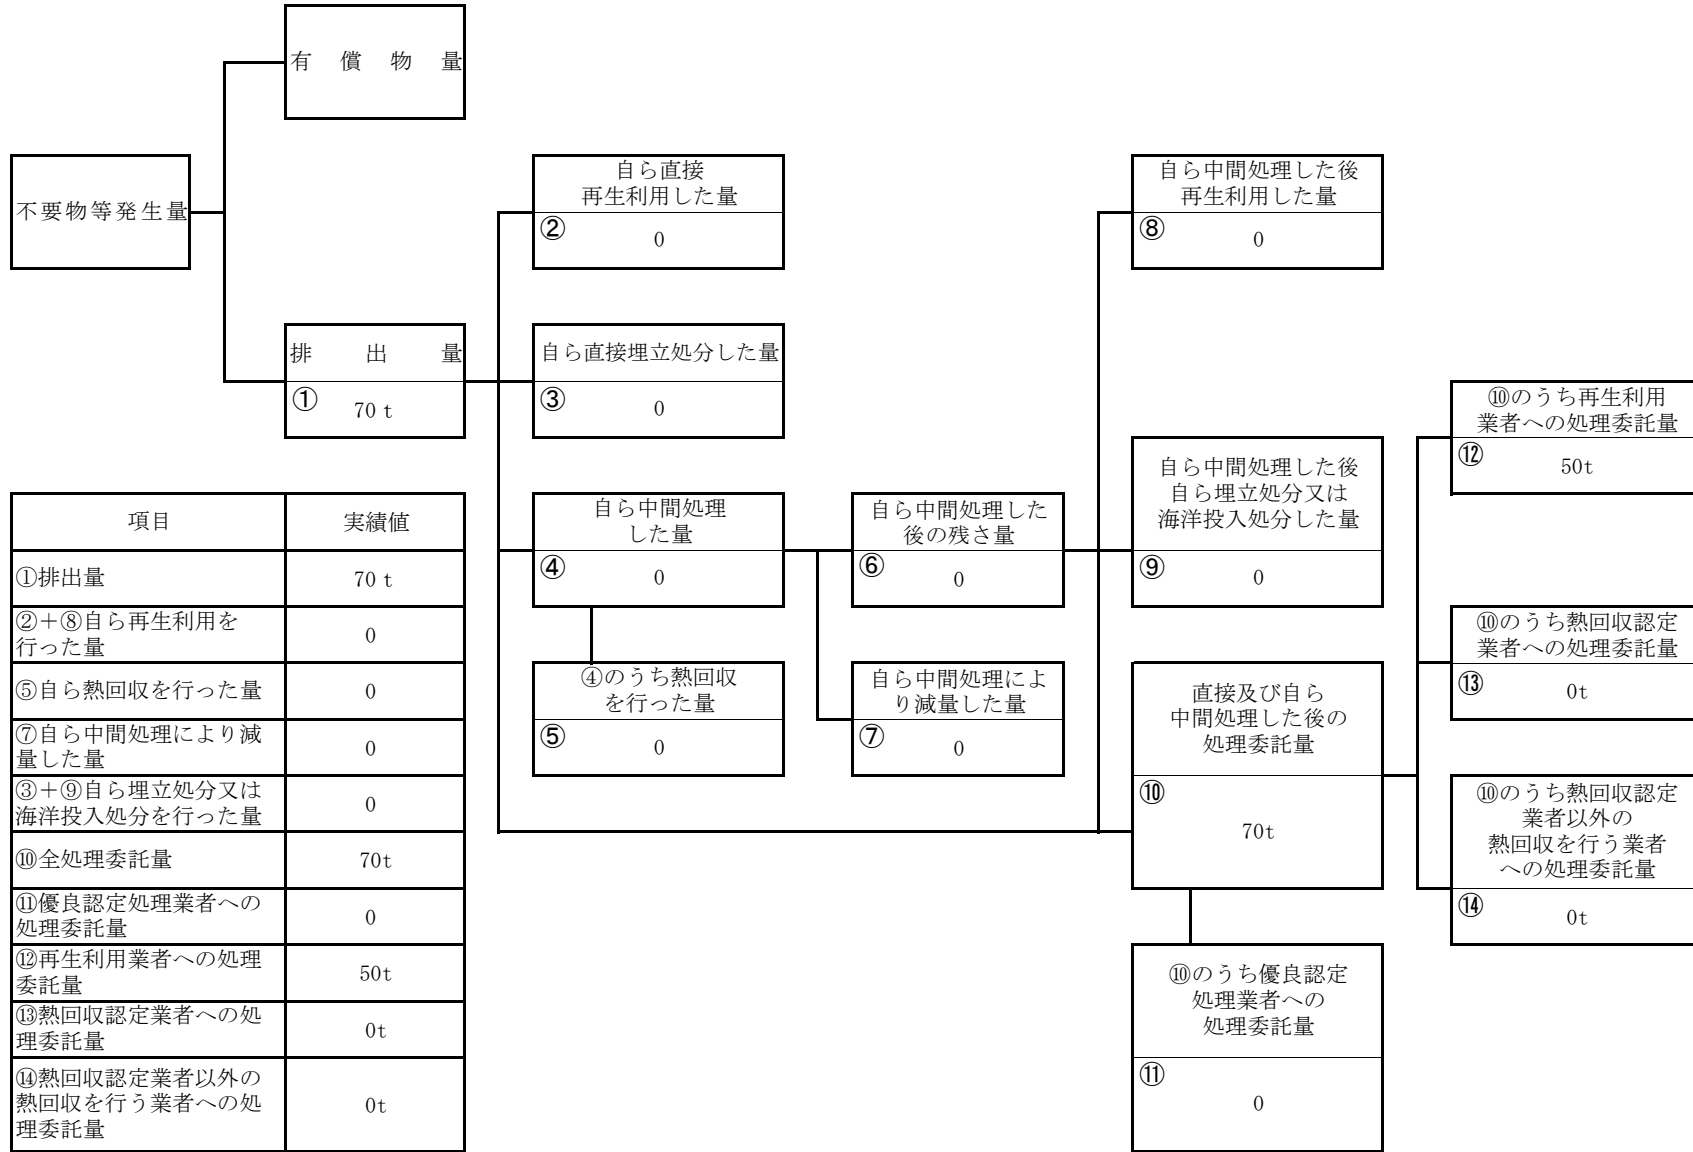 有償物量
不要物等発生量
排出量
① 70 t
自ら直接
再生利用した量
② 0
自ら直接埋立処分した量
③ 0
自ら中間処理
した量
④ 0
④のうち熱回収
を行った量
⑤ 0
自ら中間処理した
後の残さ量
⑥ 0
自ら中間処理によ
り減量した量
⑦ 0
自ら中間処理した後
再生利用した量
⑧ 0
自ら中間処理した後
自ら埋立処分又は
海洋投入処分した量
⑨ 0
直接及び自ら
中間処理した後の
処理委託量
⑩
70t
⑩のうち優良認定
処理業者への
処理委託量
⑪
0
⑩のうち再生利用
業者への処理委託量
⑫ 50t
⑩のうち熱回収認定
業者への処理委託量
⑬ 0t
⑩のうち熱回収認定
業者以外の
熱回収を行う業者
への処理委託量
⑭ 0t
項目 実績値
①排出量 70 t
②＋⑧自ら再生利用を
行った量 0
⑤自ら熱回収を行った量 0
⑦自ら中間処理により減
量した量 0
③＋⑨自ら埋立処分又は
海洋投入処分を行った量 0
⑩全処理委託量 70t
⑪優良認定処理業者への
処理委託量 0
⑫再生利用業者への処理
委託量 50t
⑬熱回収認定業者への処
理委託量 0t
⑭熱回収認定業者以外の
熱回収を行う業者への処
理委託量 0t